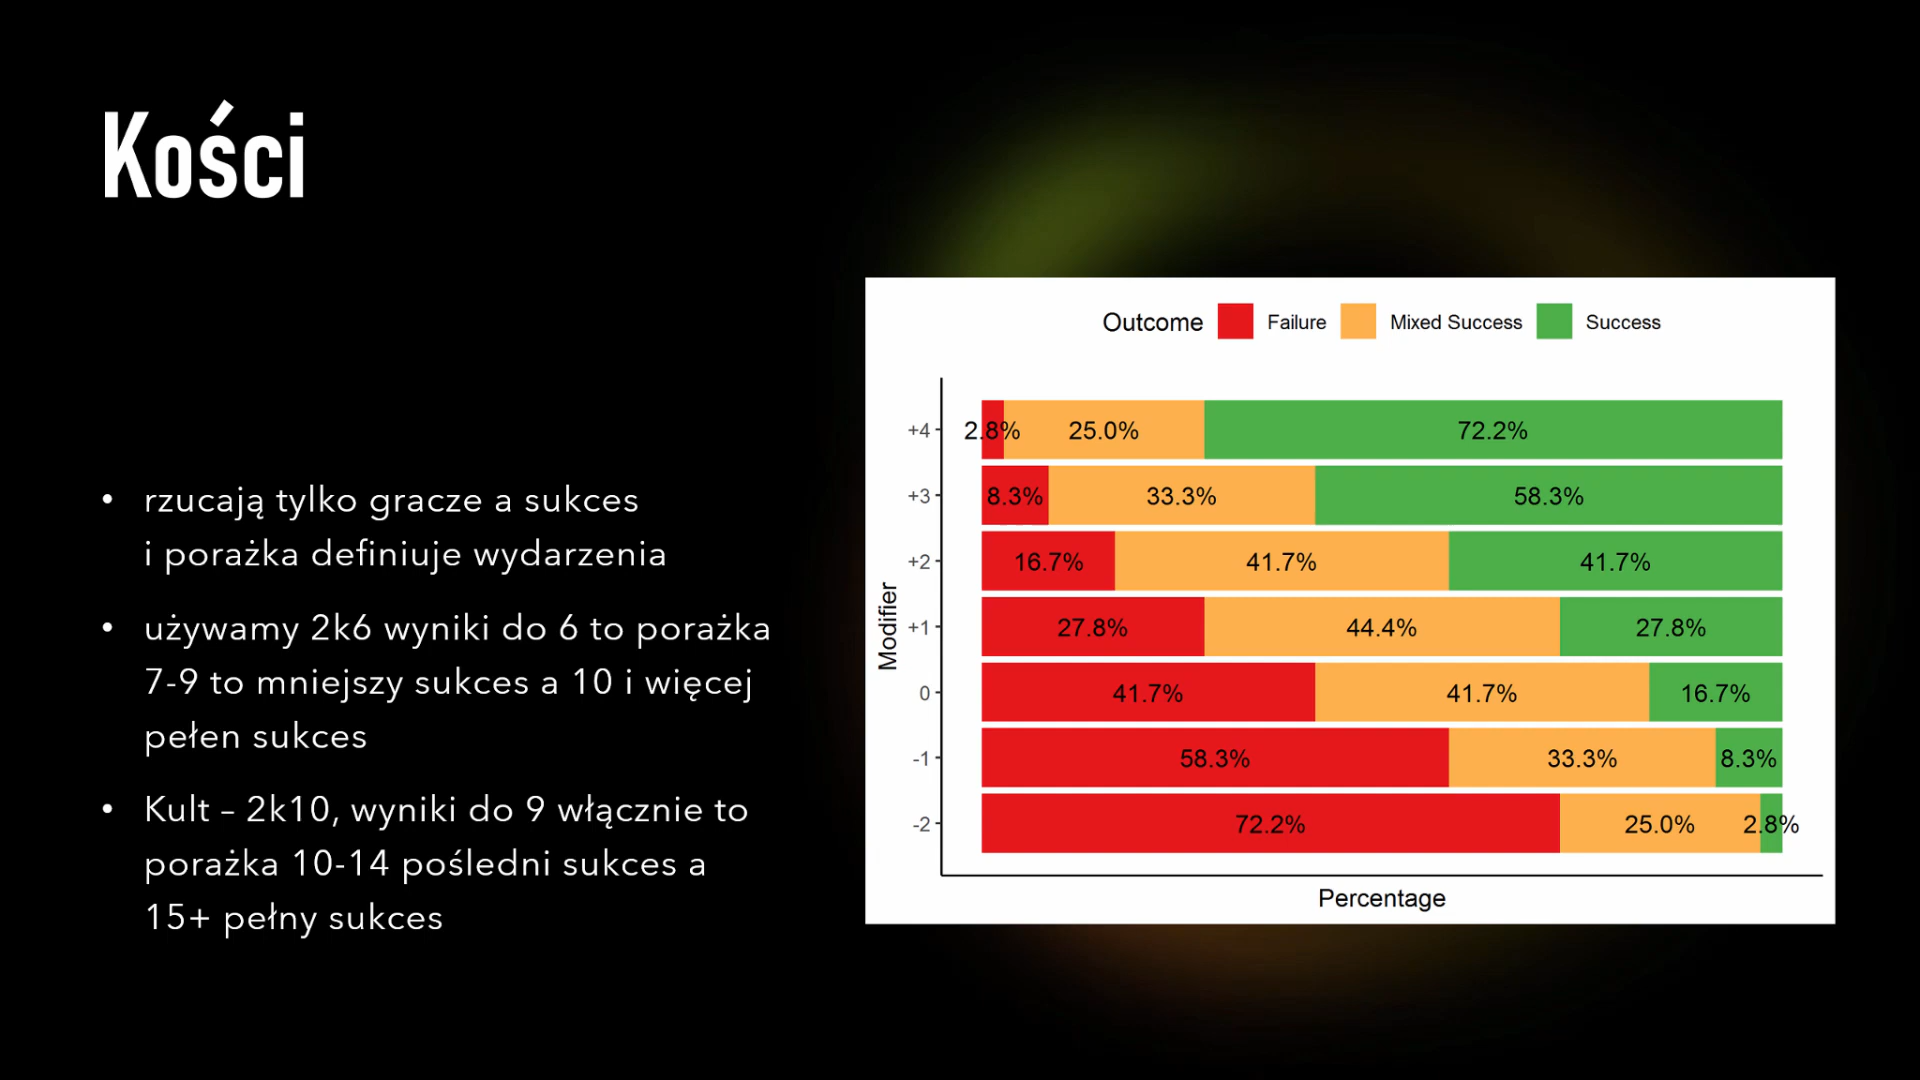 Kości
• rzucają tylko gracze a sukces
i porażka definiuje wydarzenia
• używamy 2k6 wyniki do 6 to porażka
7-9 to mniejszy sukces a 10 i więcej
pełen sukces
• Kult – 2k10, wyniki do 9 włącznie to
porażka 10-14 pośledni sukces a
15+ pełny sukces
Outcome Failure Mixed Success Success
Modifier
+4 2.8% 25.0% 72.2%
+3 8.3% 33.3% 58.3%
+2 16.7% 41.7% 41.7%
+1 27.8% 44.4% 27.8%
0 41.7% 41.7% 16.7%
-1 58.3% 33.3% 8.3%
-2 72.2% 25.0% 2.8%
Percentage